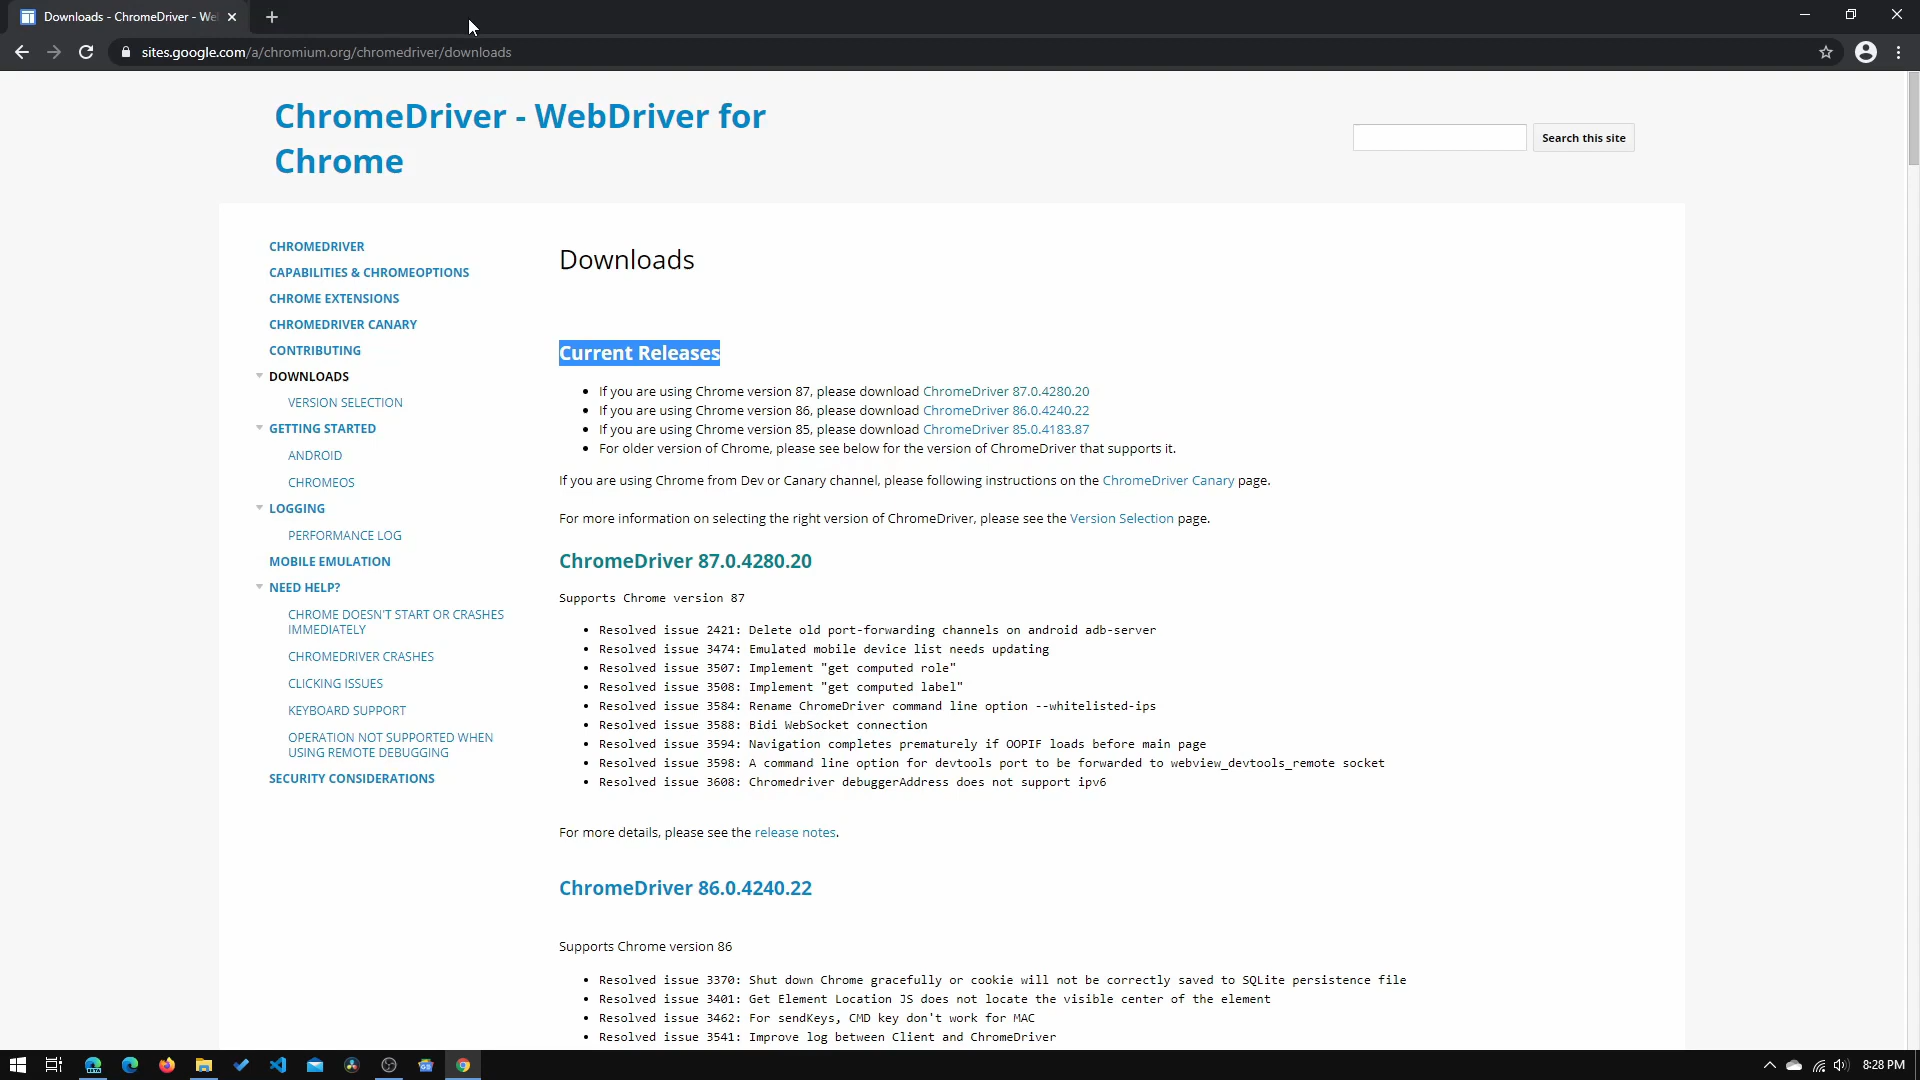 Downloads - ChromeDriver - We
sites.google.com/a/chromium.org/chromedriver/downloads
ChromeDriver - WebDriver for
Chrome
Search this site
CHROMEDRIVER
CAPABILITIES & CHROMEOPTIONS
CHROME EXTENSIONS
CHROMEDRIVER CANARY
CONTRIBUTING
DOWNLOADS
VERSION SELECTION
GETTING STARTED
ANDROID
CHROMEOS
LOGGING
PERFORMANCE LOG
MOBILE EMULATION
NEED HELP?
CHROME DOESN'T START OR CRASHES
IMMEDIATELY
CHROMEDRIVER CRASHES
CLICKING ISSUES
KEYBOARD SUPPORT
OPERATION NOT SUPPORTED WHEN
USING REMOTE DEBUGGING
SECURITY CONSIDERATIONS
Downloads
Current Releases
• If you are using Chrome version 87, please download ChromeDriver 87.0.4280.20
• If you are using Chrome version 86, please download ChromeDriver 86.0.4240.22
• If you are using Chrome version 85, please download ChromeDriver 85.0.4183.87
• For older version of Chrome, please see below for the version of ChromeDriver that supports it.
If you are using Chrome from Dev or Canary channel, please following instructions on the ChromeDriver Canary page.
For more information on selecting the right version of ChromeDriver, please see the Version Selection page.
ChromeDriver 87.0.4280.20
Supports Chrome version 87
• Resolved issue 2421: Delete old port-forwarding channels on android adb-server
• Resolved issue 3474: Emulated mobile device list needs updating
• Resolved issue 3507: Implement "get computed role"
• Resolved issue 3508: Implement "get computed label"
• Resolved issue 3584: Rename ChromeDriver command line option --whitelisted-ips
• Resolved issue 3588: Bidi WebSocket connection
• Resolved issue 3594: Navigation completes prematurely if OOPIF loads before main page
• Resolved issue 3598: A command line option for devtools port to be forwarded to webview_devtools_remote socket
• Resolved issue 3608: Chromedriver debuggerAddress does not support ipv6
For more details, please see the release notes.
ChromeDriver 86.0.4240.22
Supports Chrome version 86
• Resolved issue 3370: Shut down Chrome gracefully or cookie will not be correctly saved to SQLite persistence file
• Resolved issue 3401: Get Element Location JS does not locate the visible center of the element
• Resolved issue 3462: For sendKeys, CMD key don't work for MAC
• Resolved issue 3541: Improve log between Client and ChromeDriver
8:28 PM